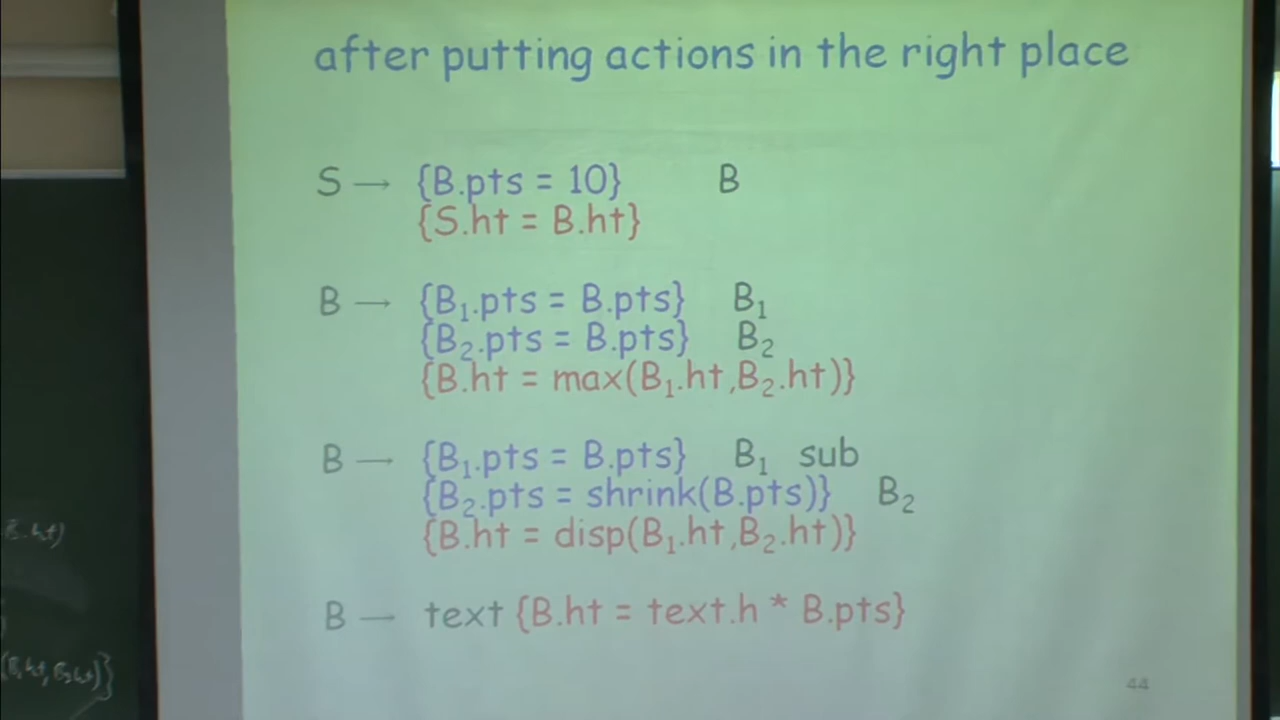 after putting actions in the right place
S → {B.pts = 10} B
{S.ht = B.ht}
B → {B₁.pts = B.pts} B₁
{B₂.pts = B.pts} B₂
{B.ht = max(B₁.ht,B₂.ht)}
B → {B₁.pts = B.pts} B₁ sub
{B₂.pts = shrink(B.pts)} B₂
{B.ht = disp(B₁.ht,B₂.ht)}
B → text {B.ht = text.h * B.pts}
44